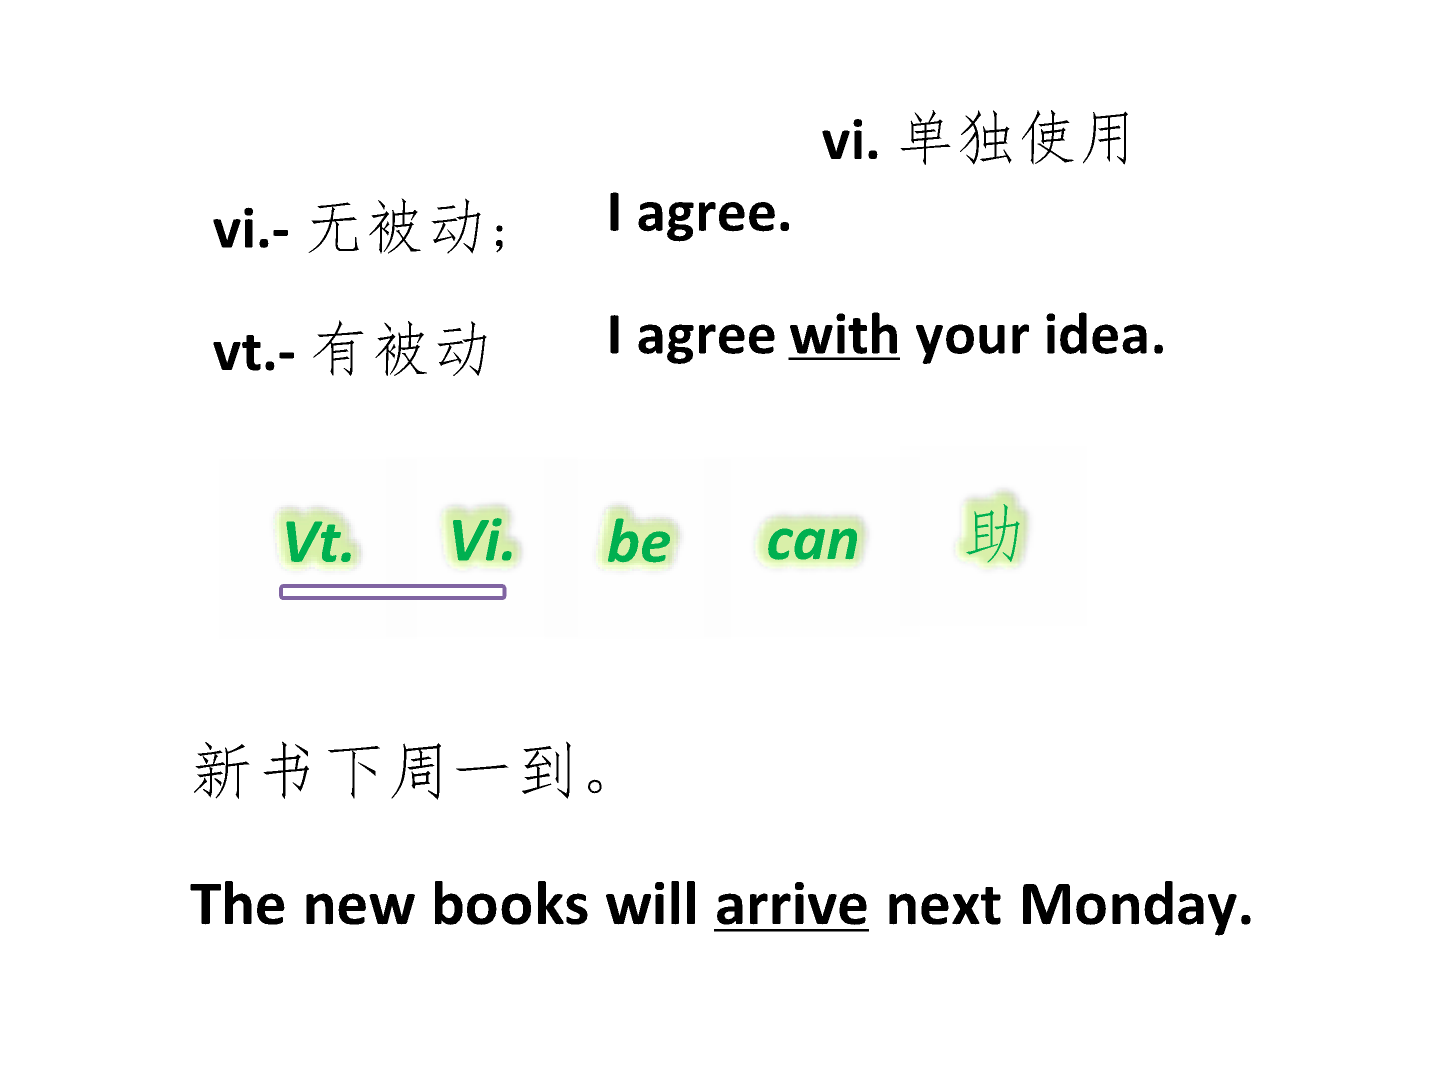 vi. 单独使用
vi.- 无被动；
I agree.
vt.- 有被动
I agree with your idea.
Vt. Vi. be can 助
新书下周一到。
The new books will arrive next Monday.